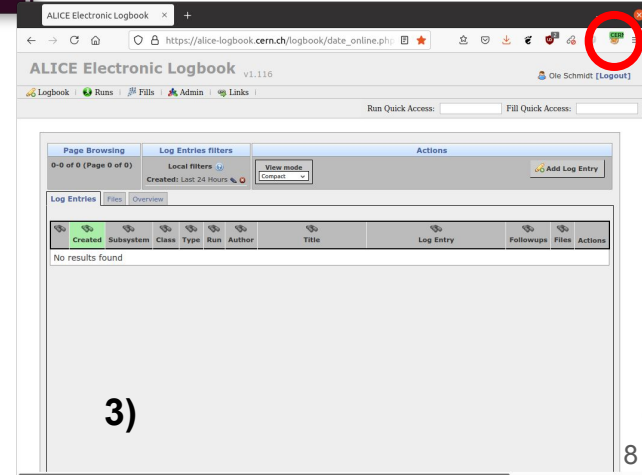 ALICE Electronic Logbook × +
https://alice-logbook.cern.ch/logbook/date_online.php
CERN
ALICE Electronic Logbook v1.116
Ole Schmidt [Logout]
Logbook Runs Fills Admin Links
Run Quick Access: Fill Quick Access:
Page Browsing Log Entries filters Actions
0-0 of 0 (Page 0 of 0) Local filters View mode Add Log Entry
Created: Last 24 Hours Compact
Log Entries Files Overview
Created Subsystem Class Type Run Author Title Log Entry Followups Files Actions
No results found
3)
8